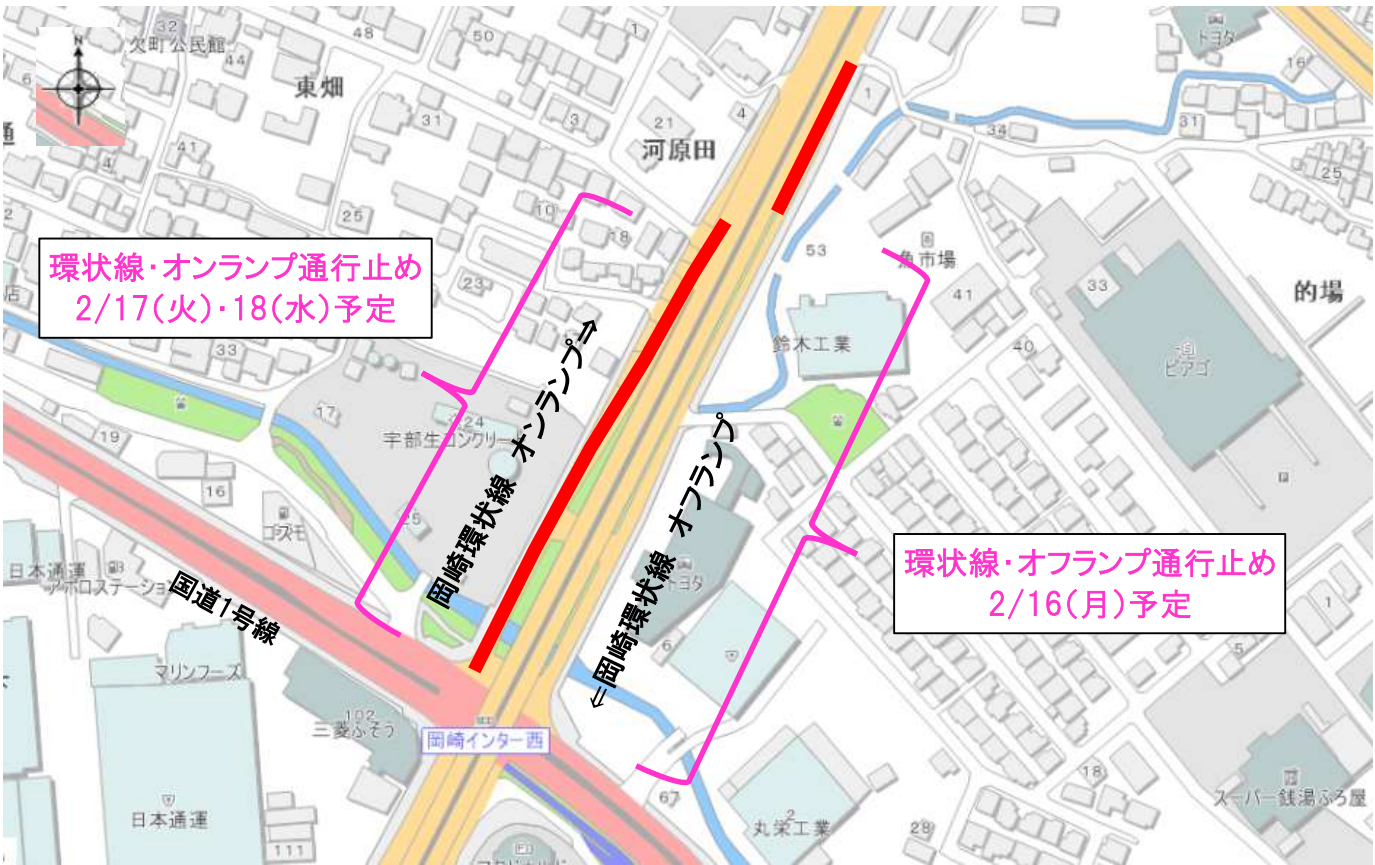 N
32
欠町公民館
44
48
50
1
トヨタ
16
6
東畑
31
3
21
4
1
34
31
河原田
41
4
25
通
2
25
10
18
53
魚市場
41
33
的場
環状線・オンランプ通行止め
2/17(火)・18(水)予定
店
23
鈴木工業
40
ピアゴ
33
17
24
宇部生コンクリー
岡崎環状線 オンランプ⇒
←岡崎環状線 オフランプ
19
16
25
コスモ
日本通運
アポロステーション
国道1号線
トヨタ
6
環状線・オフランプ通行止め
2/16(月)予定
1
5
マリンフーズ
102
三菱ふそう
岡崎インター西
67
18
スーパー銭湯ふろ屋
日本通運
111
2
丸栄工業
28